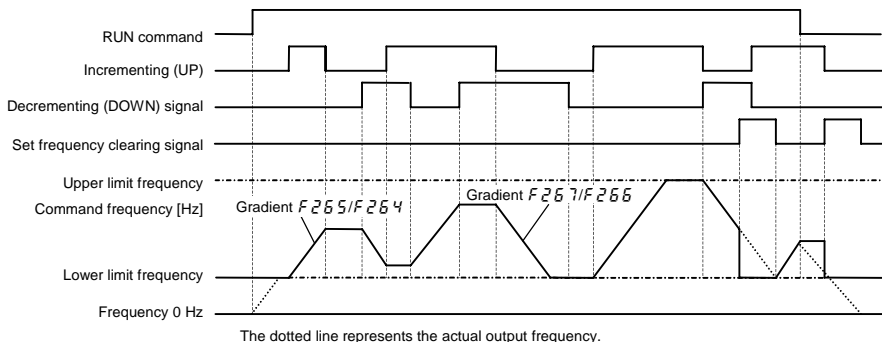 RUN command
Incrementing (UP)
Decrementing (DOWN) signal
Set frequency clearing signal
Upper limit frequency
Command frequency [Hz]
Gradient F265/F264
Gradient F267/F266
Lower limit frequency
Frequency 0 Hz
The dotted line represents the actual output frequency.